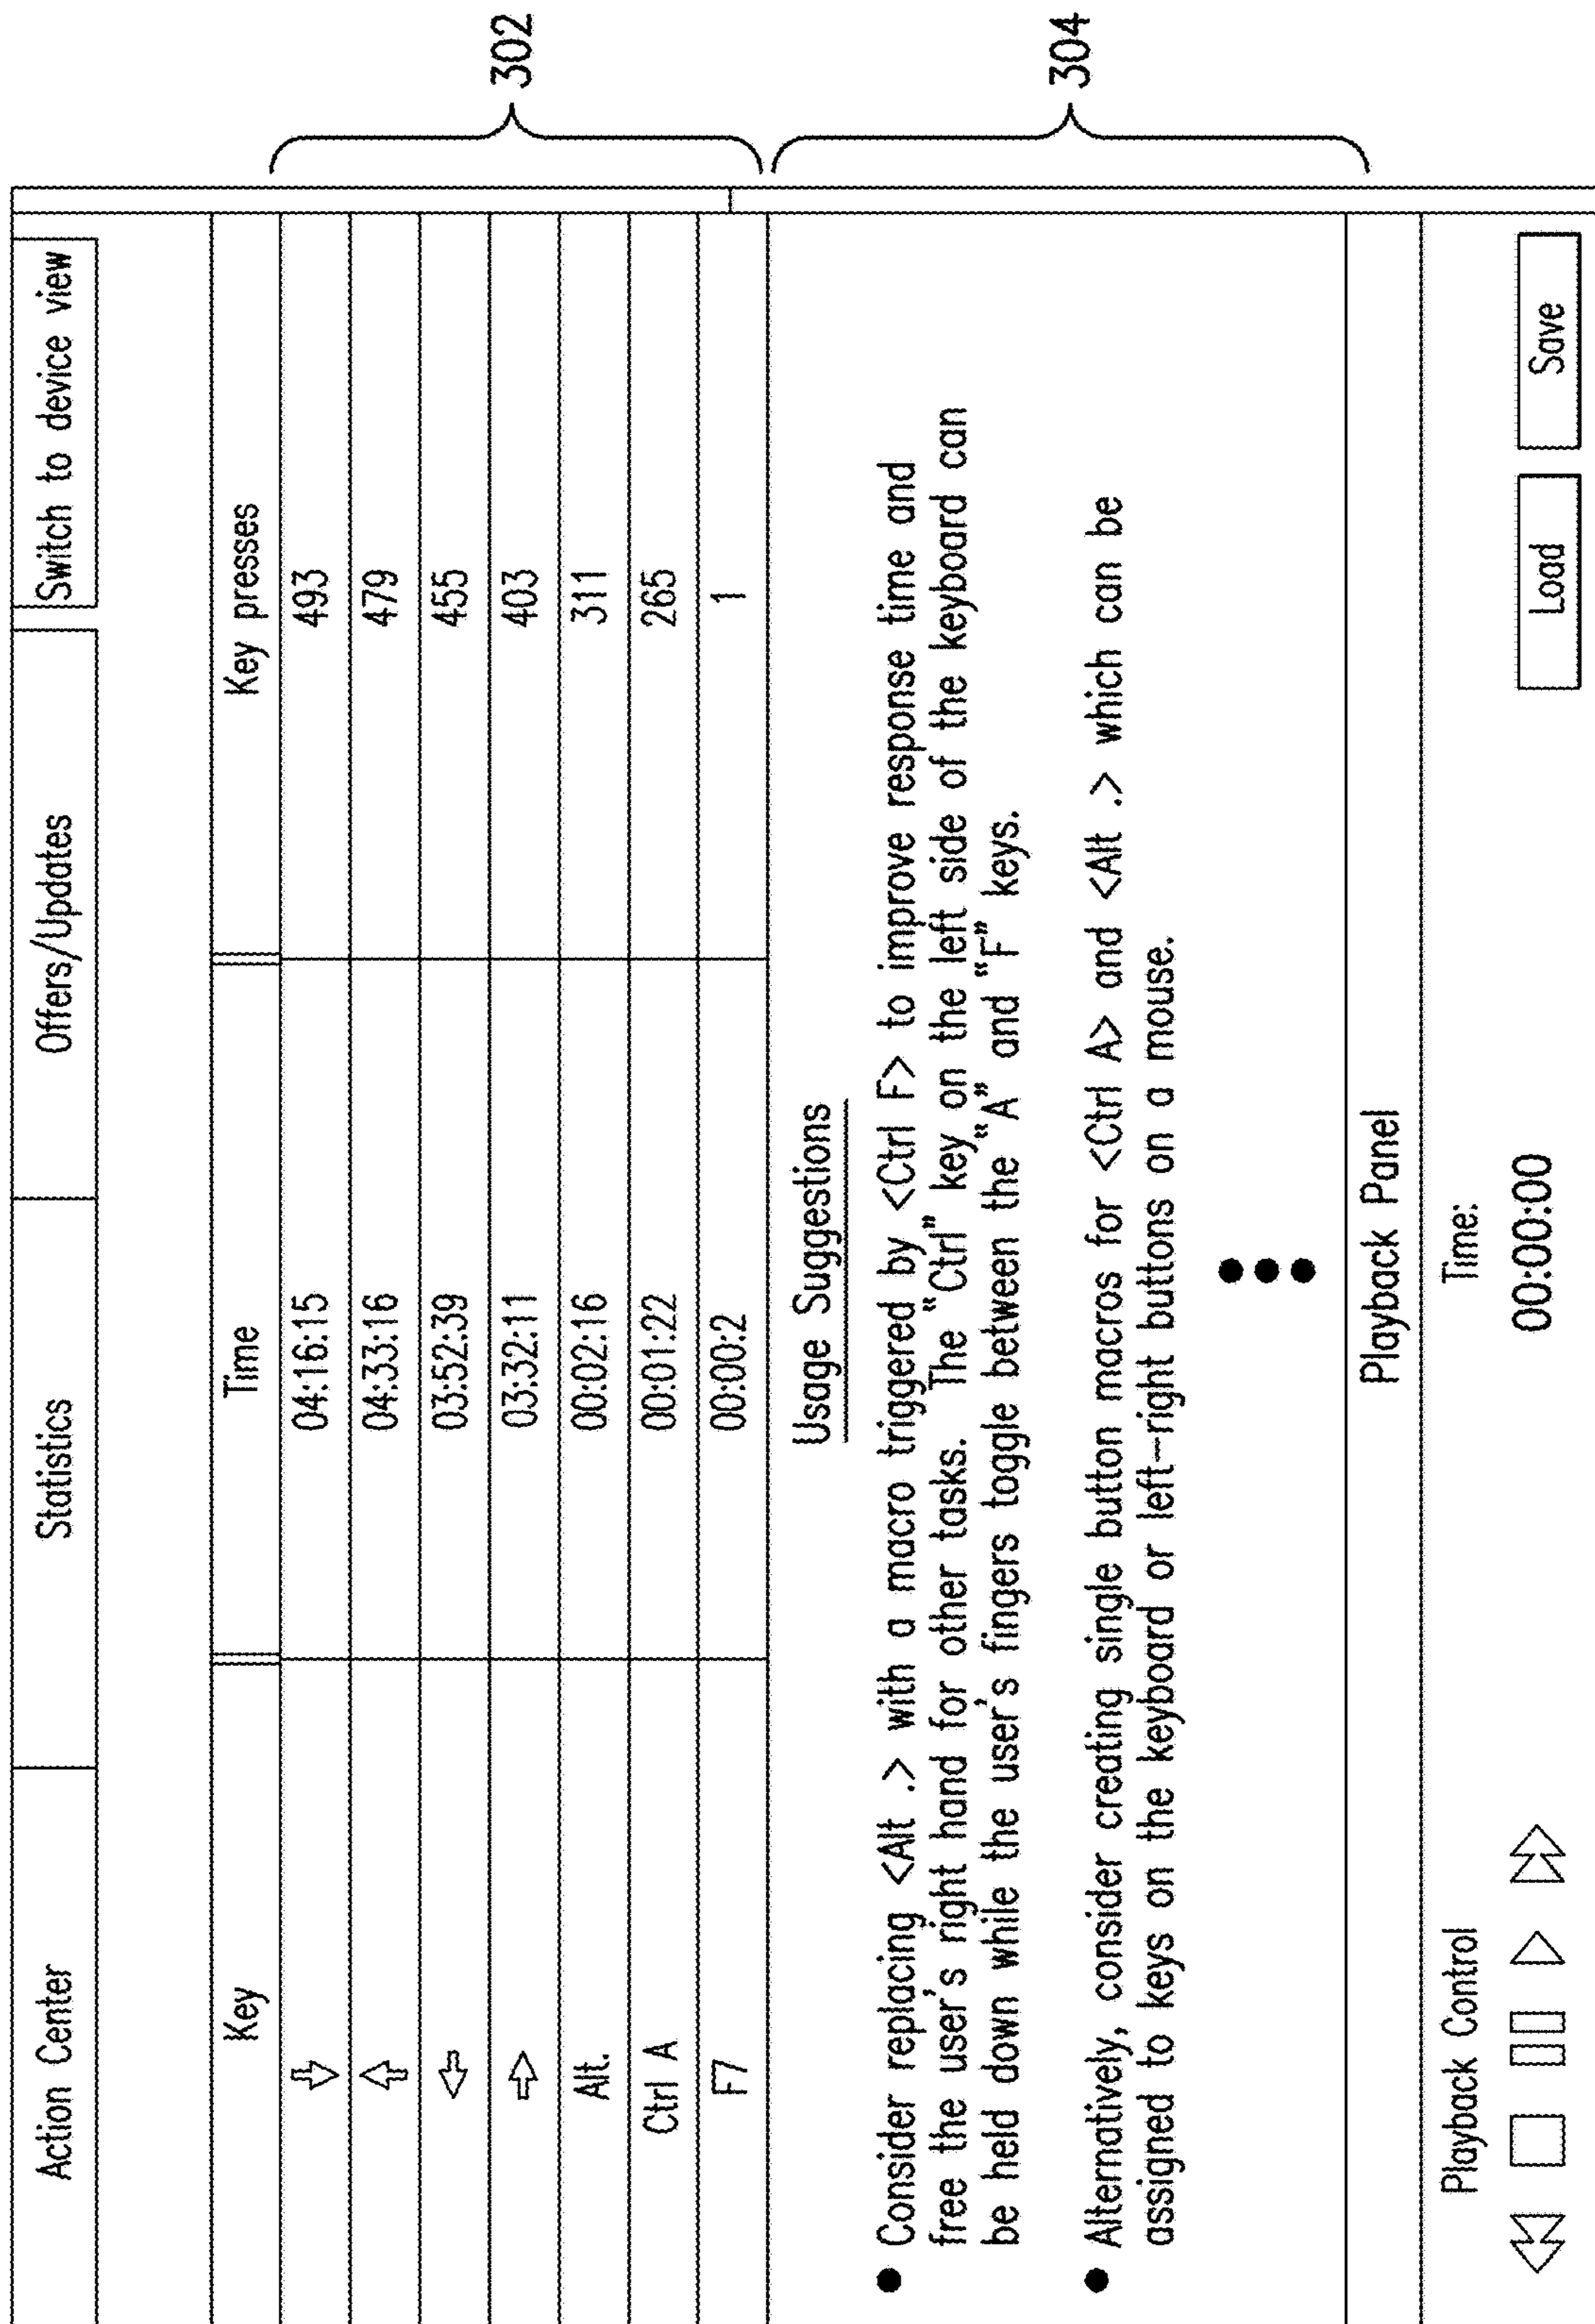 Action Center
Statistics
Offers/Updates
Switch to device view
Key Time Key presses
04:16:15 493
04:33:16 479
03:52:39 455
03:32:11 403
Alt. 00:02:16 311
Ctrl A 00:01:22 265
F7 00:00:2 1
302
Usage Suggestions
● Consider replacing <Alt .> with a macro triggered by <Ctrl F> to improve response time and
free the user's right hand for other tasks. The "Ctrl" key on the left side of the keyboard can
be held down while the user's fingers toggle between the "A" and "F" keys.
● Alternatively, consider creating single button macros for <Ctrl A> and <Alt .> which can be
assigned to keys on the keyboard or left-right buttons on a mouse.
304
Playback Panel
Playback Control
Time:
00:00:00
Load
Save